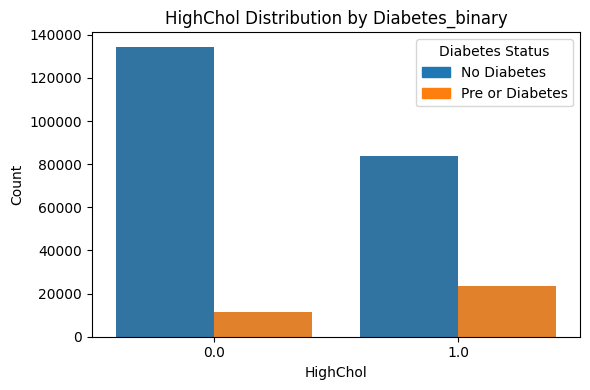 HighChol Distribution by Diabetes_binary
Diabetes Status
No Diabetes
Pre or Diabetes
Count
140000
120000
100000
80000
60000
40000
20000
0
0.0
1.0
HighChol